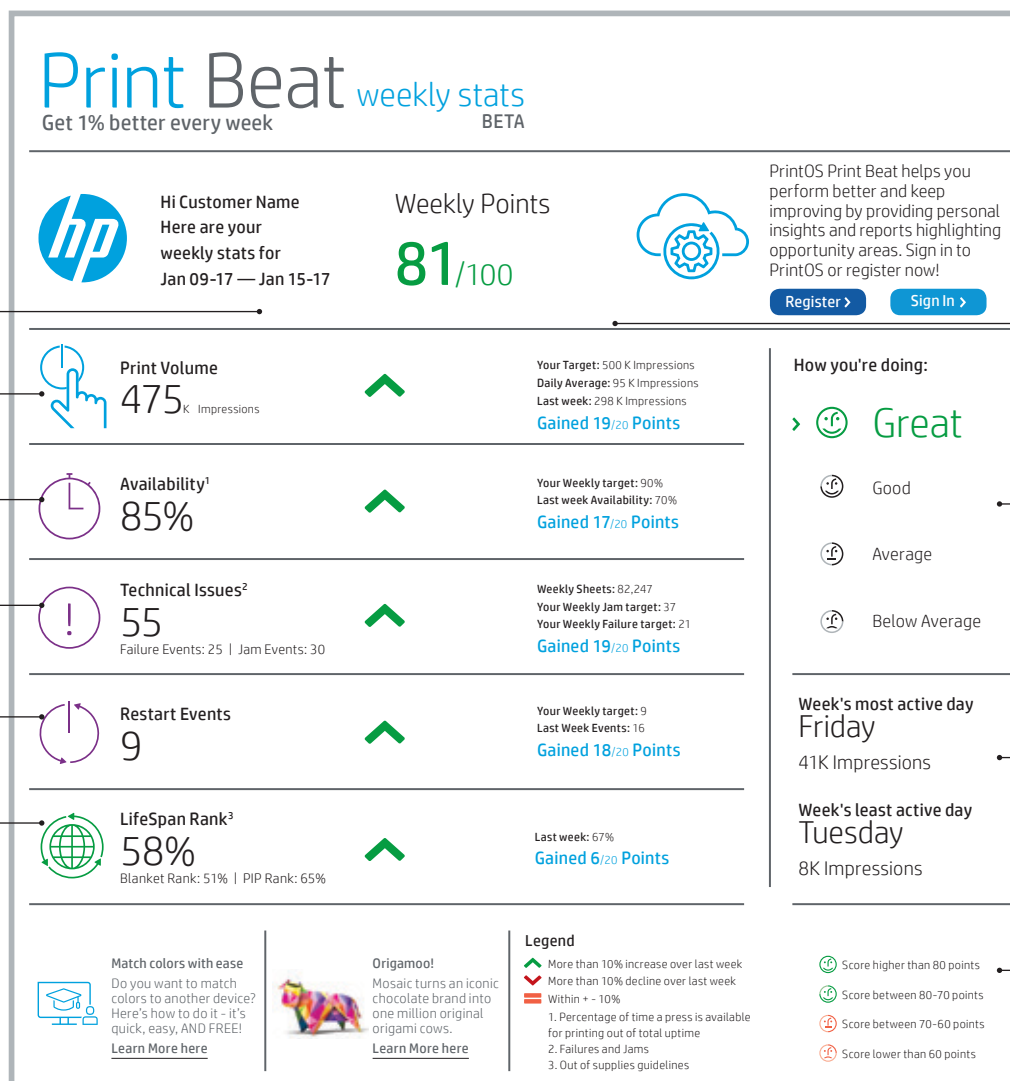 Print Beat weekly stats
Get 1% better every week
BETA
hp
Hi Customer Name
Here are your
weekly stats for
Jan 09-17 — Jan 15-17
Weekly Points
81/100
PrintOS Print Beat helps you
perform better and keep
improving by providing personal
insights and reports highlighting
opportunity areas. Sign in to
PrintOS or register now!
Register >
Sign In >
Print Volume
475K Impressions
Your Target: 500 K Impressions
Daily Average: 95 K Impressions
Last week: 298 K Impressions
Gained 19/20 Points
Availability¹
85%
Your Weekly target: 90%
Last week Availability: 70%
Gained 17/20 Points
Technical Issues²
55
Failure Events: 25 | Jam Events: 30
Weekly Sheets: 82,247
Your Weekly Jam target: 37
Your Weekly Failure target: 21
Gained 19/20 Points
Restart Events
9
Your Weekly target: 9
Last Week Events: 16
Gained 18/20 Points
LifeSpan Rank³
58%
Blanket Rank: 51% | PIP Rank: 65%
Last week: 67%
Gained 6/20 Points
How you're doing:
> Great
Good
Average
Below Average
Week's most active day
Friday
41K Impressions
Week's least active day
Tuesday
8K Impressions
Match colors with ease
Do you want to match
colors to another device?
Here's how to do it - it's
quick, easy, AND FREE!
Learn More here
Origamoo!
Mosaic turns an iconic
chocolate brand into
one million original
origami cows.
Learn More here
Legend
More than 10% increase over last week
More than 10% decline over last week
Within + - 10%
1. Percentage of time a press is available
for printing out of total uptime
2. Failures and Jams
3. Out of supplies guidelines
Score higher than 80 points
Score between 80-70 points
Score between 70-60 points
Score lower than 60 points